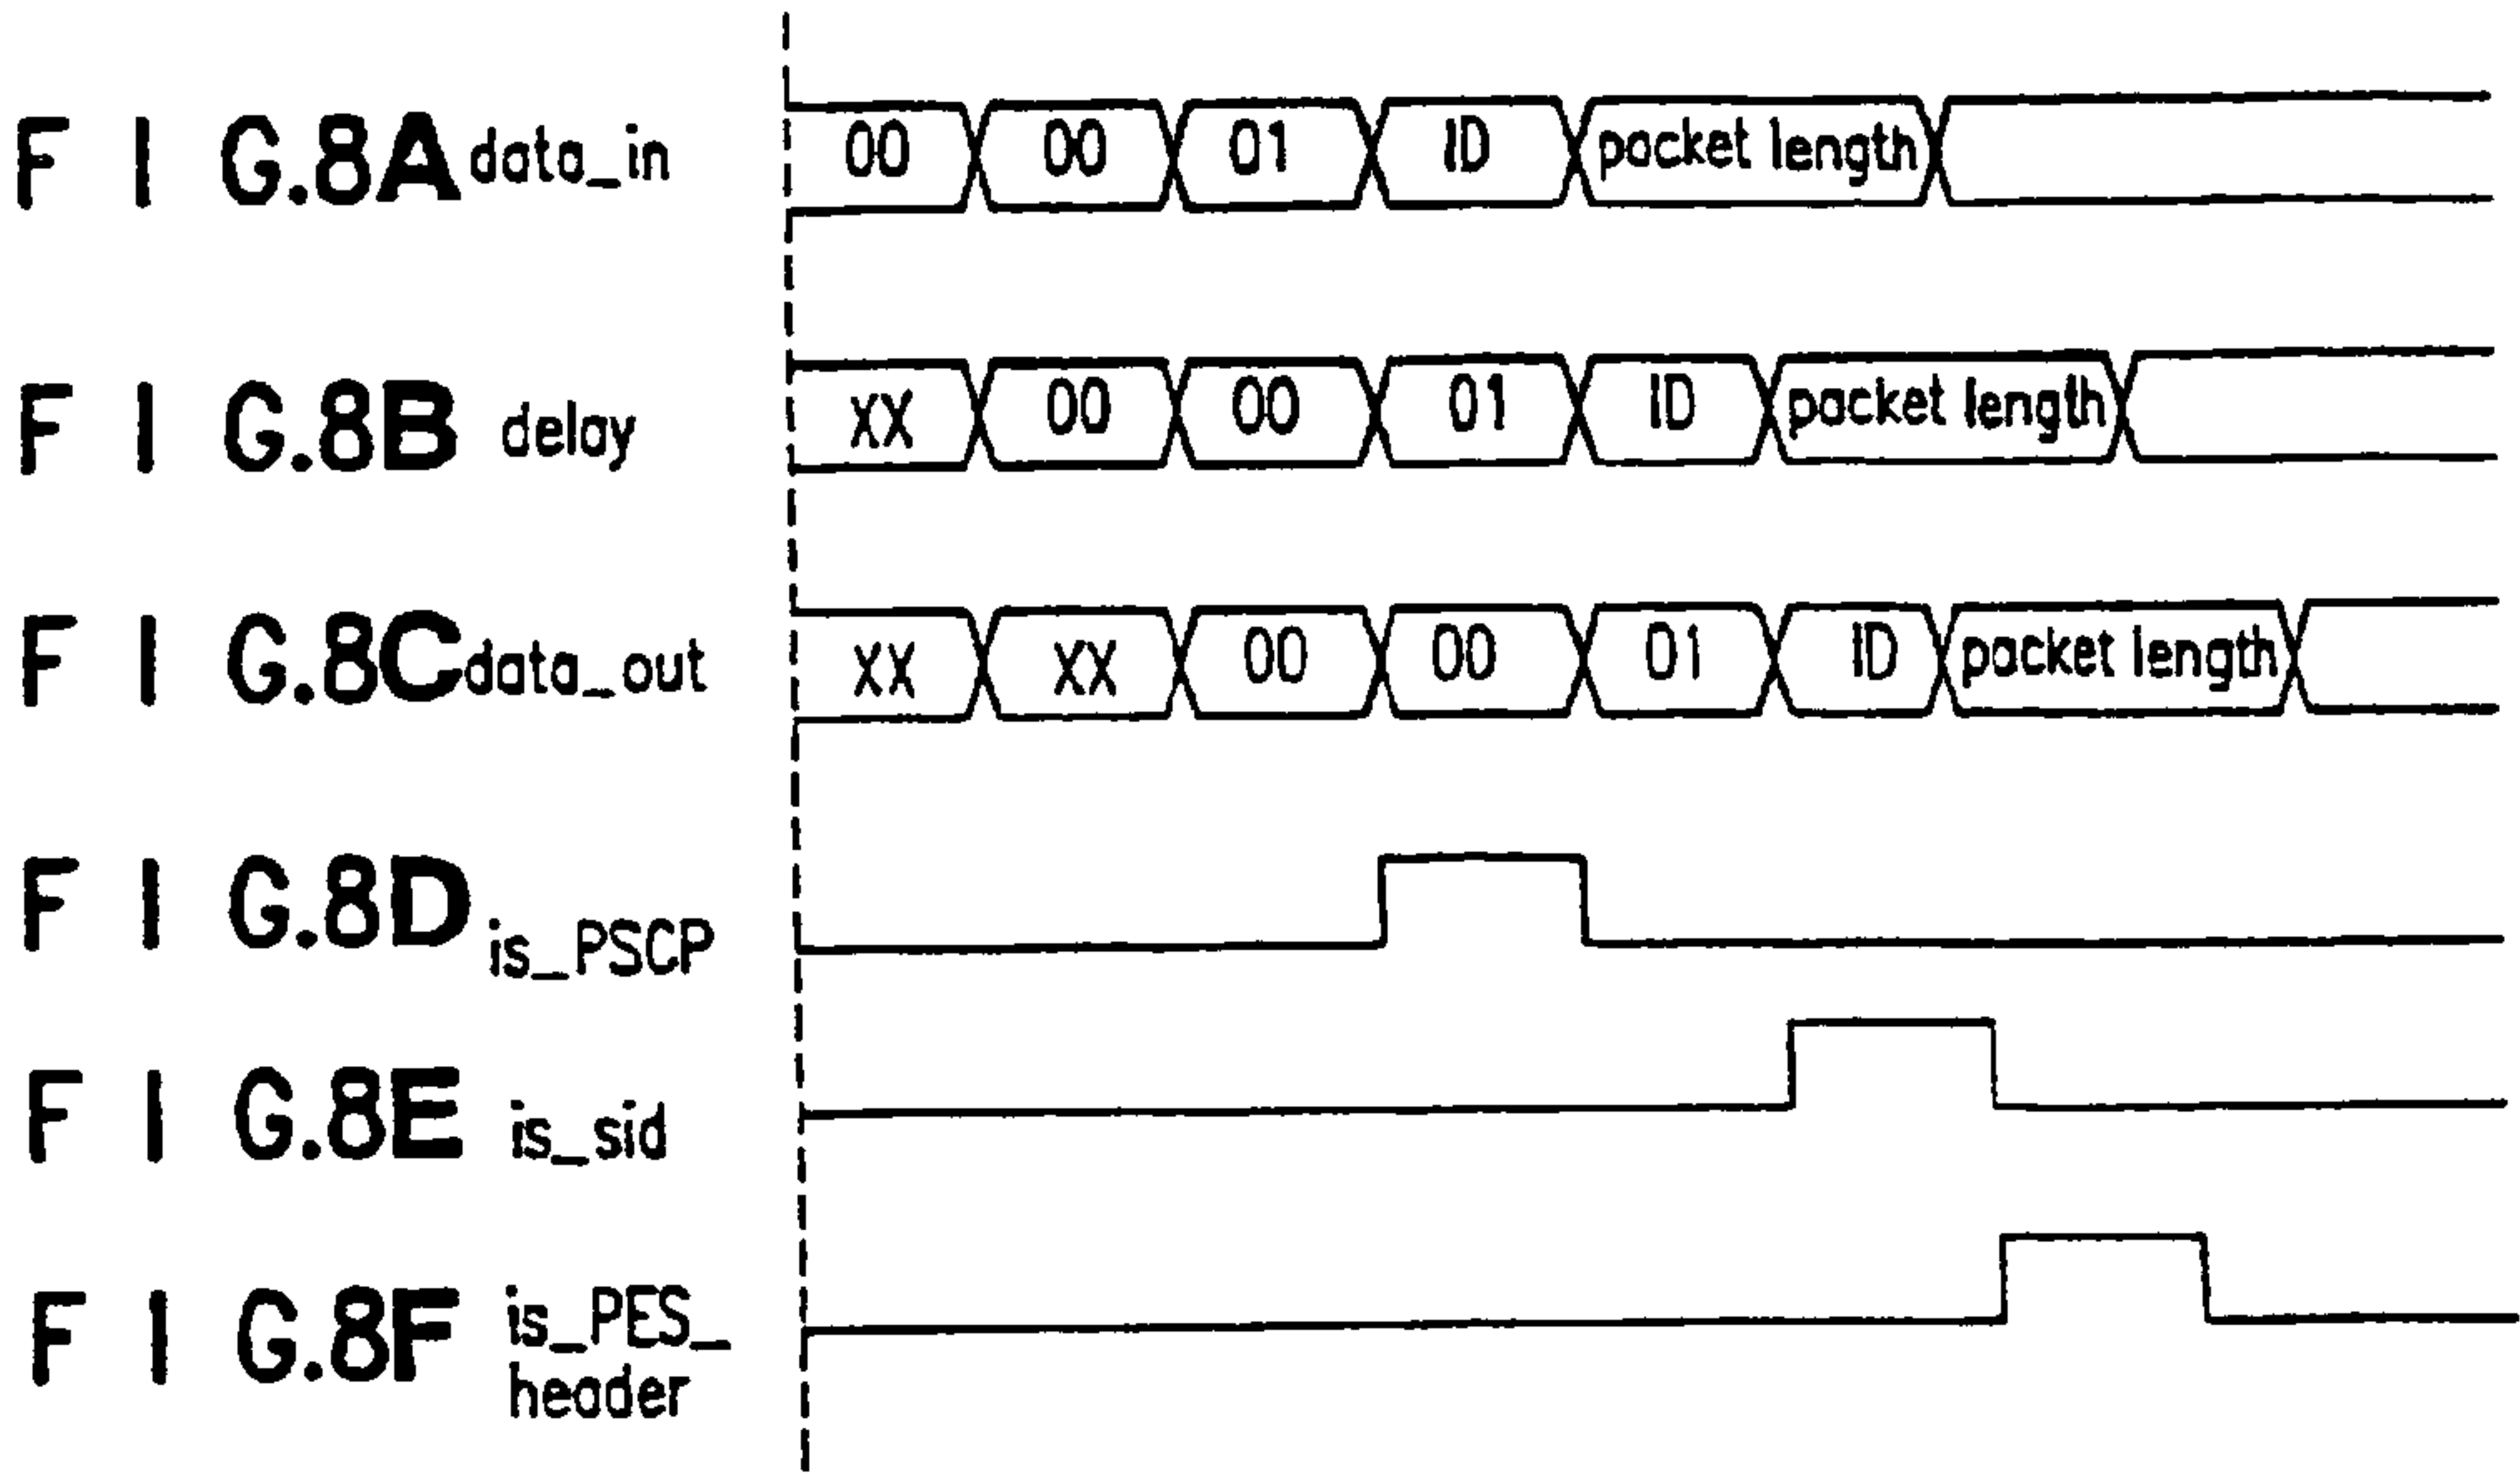 FIG.8A data_in 00 00 01 ID packet length
FIG.8B delay XX 00 00 01 ID packet length
FIG.8C data_out XX XX 00 00 01 ID packet length
FIG.8D is_PSCP
FIG.8E is_sid
FIG.8F is_PES_
header